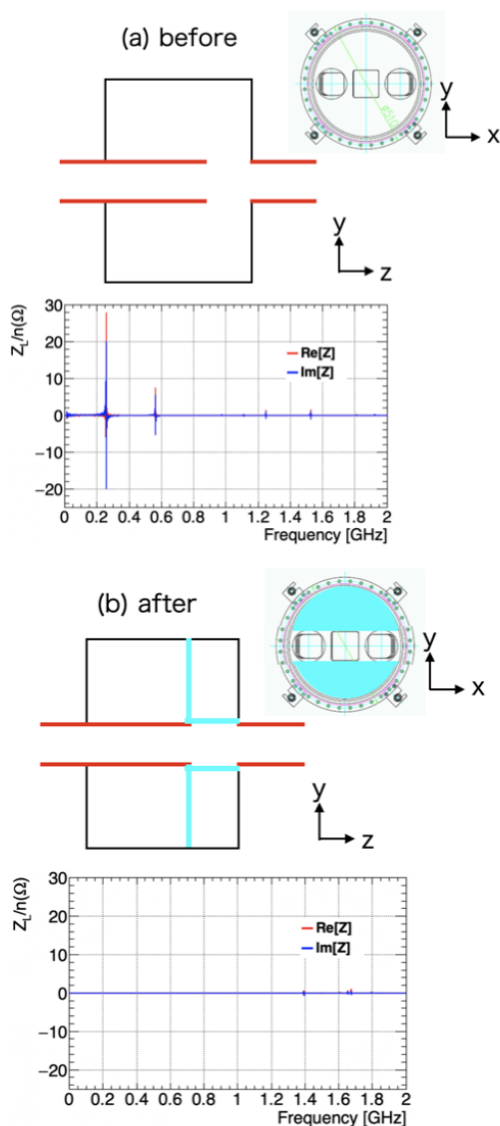 (a) before
y
x
y
z
Z_L/n(Ω)
30
20
10
0
−10
−20
Re[Z]
Im[Z]
0 0.2 0.4 0.6 0.8 1 1.2 1.4 1.6 1.8 2
Frequency [GHz]
(b) after
y
x
y
z
Z_L/n(Ω)
30
20
10
0
−10
−20
Re[Z]
Im[Z]
0 0.2 0.4 0.6 0.8 1 1.2 1.4 1.6 1.8 2
Frequency [GHz]